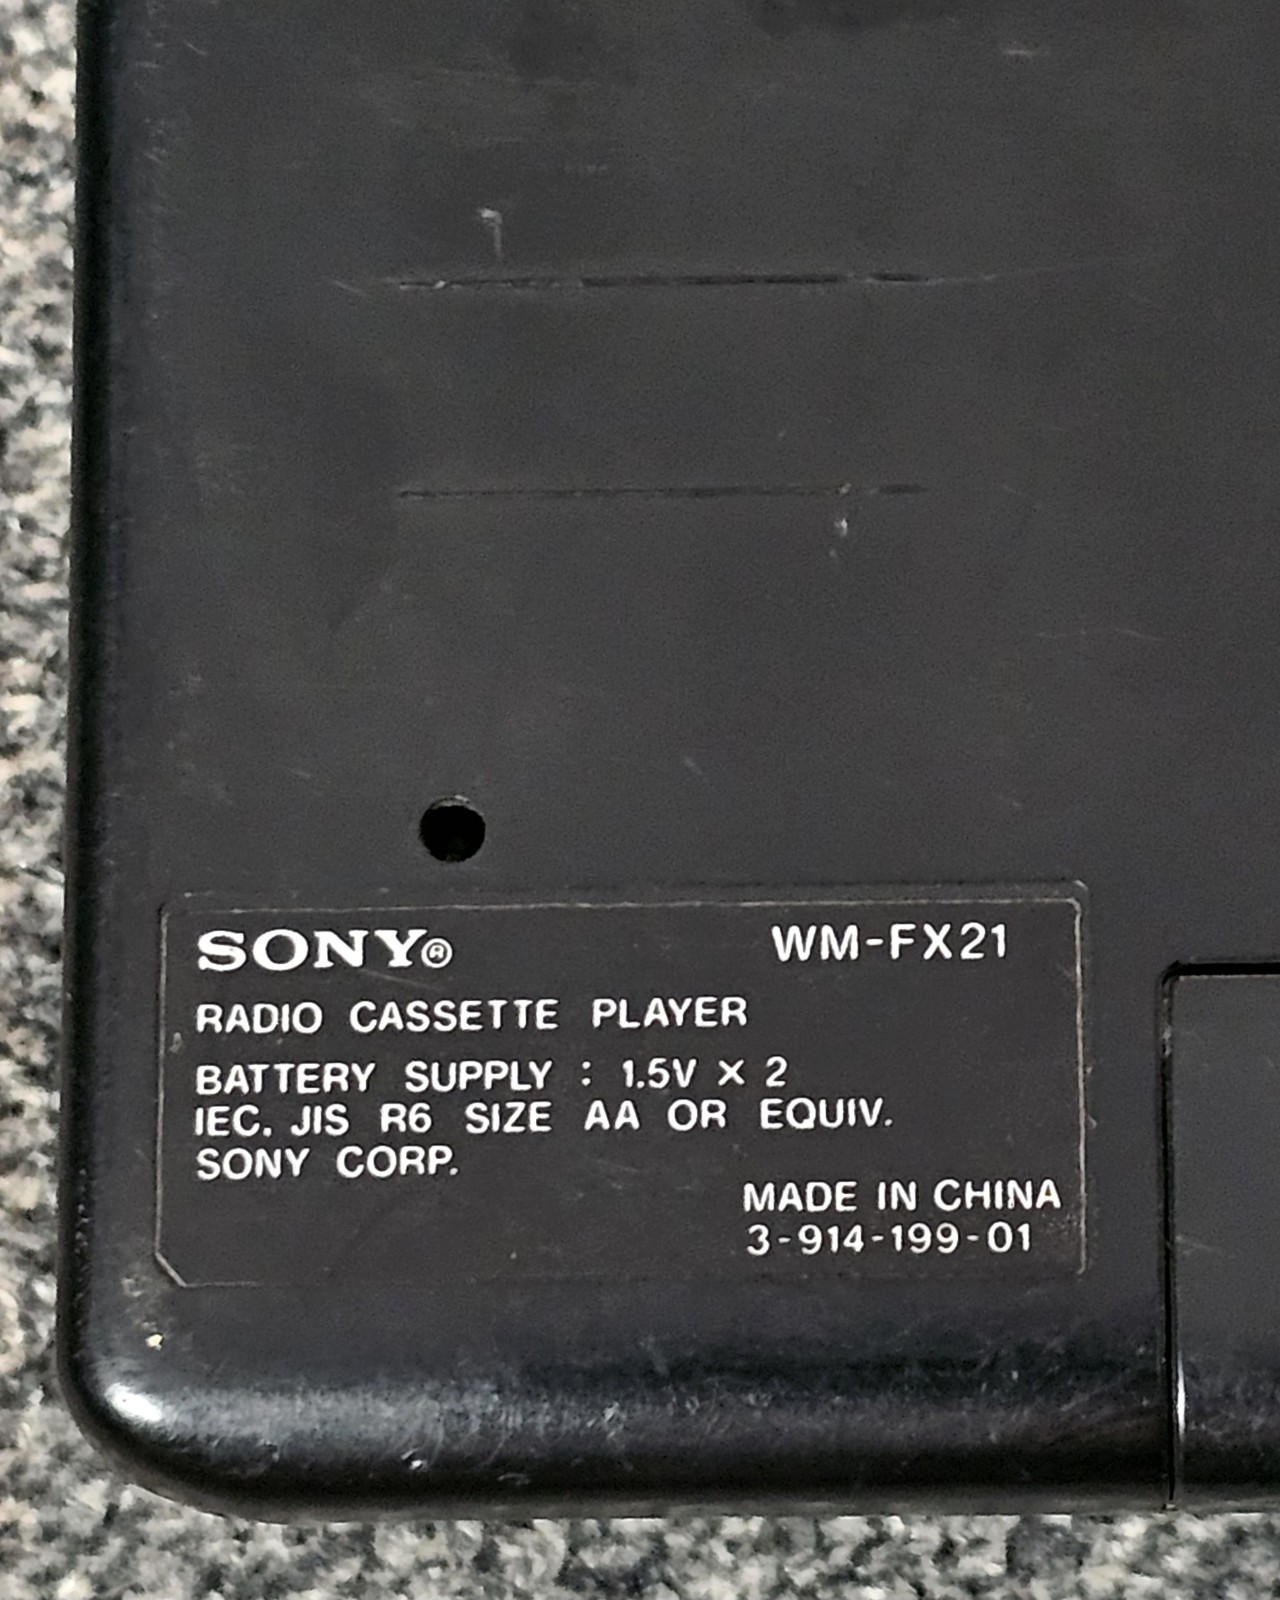 SONY® WM-FX21
RADIO CASSETTE PLAYER
BATTERY SUPPLY : 1.5V × 2
IEC. JIS R6 SIZE AA OR EQUIV.
SONY CORP.
MADE IN CHINA
3-914-199-01